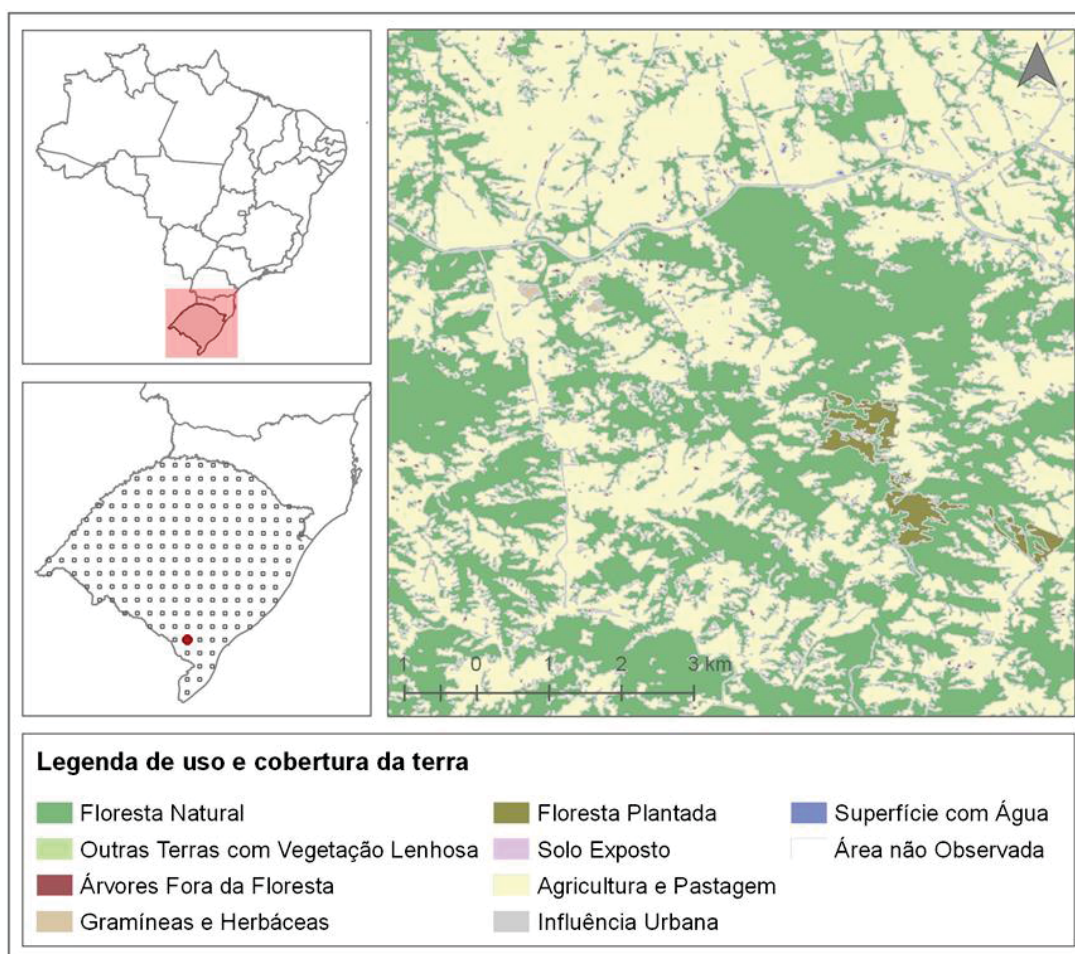 1 0 1 2 3 km
Legenda de uso e cobertura da terra
Floresta Natural
Outras Terras com Vegetação Lenhosa
Árvores Fora da Floresta
Gramíneas e Herbáceas
Floresta Plantada
Solo Exposto
Agricultura e Pastagem
Influência Urbana
Superfície com Água
Área não Observada